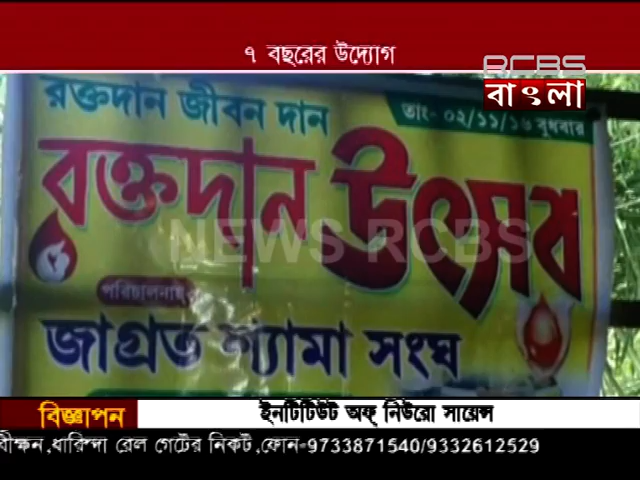 ৭ বছরের উদ্যোগ
RCBS
বাংলা
রক্তদান জীবন দান
তাং- ০২/১১/১৬ বুধবার
রক্তদান উৎসব
NEWS RCBS
পরিচালনায়
জাগ্রত শ্যামা সংঘ
বিজ্ঞাপন
ইনটিটিউট অফ্ নিউরো সায়েন্স
বীক্ষন,ধারিন্দা রেল গেটের নিকট,ফোন-9733871540/9332612529